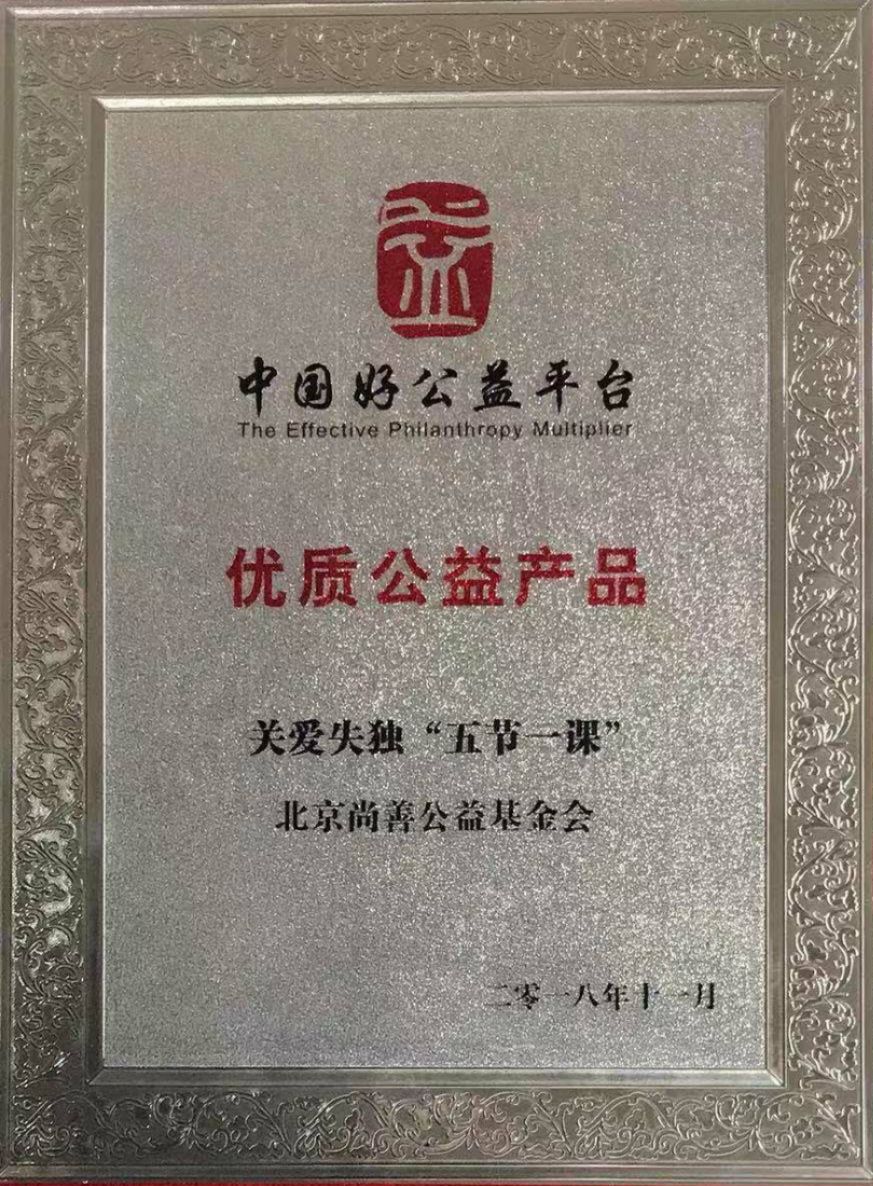 中国好公益平台
The Effective Philanthropy Multiplier
优质公益产品
关爱失独“五节一课”
北京尚善公益基金会
二零一八年十一月